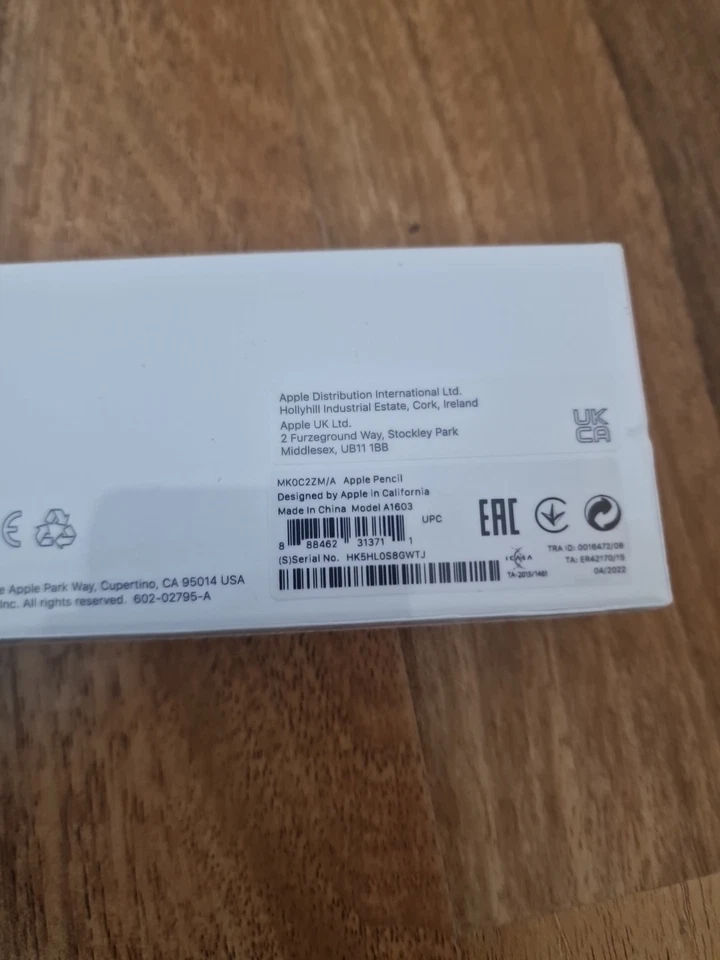 Apple Distribution International Ltd.
Hollyhill Industrial Estate, Cork, Ireland
Apple UK Ltd.
2 Furzeground Way, Stockley Park
Middlesex, UB11 1BB
UK
CA
MK0C2ZM/A Apple Pencil
Designed by Apple in California
Made In China Model A1603
UPC
8 88462 31371 1
(S)Serial No. HK5HL0S8GWTJ
EAC
ICASA
TA-2015/1461
TRA ID: 0016472/08
TA: ER42170/15
04/2022
Apple Park Way, Cupertino, CA 95014 USA
Inc. All rights reserved. 602-02795-A